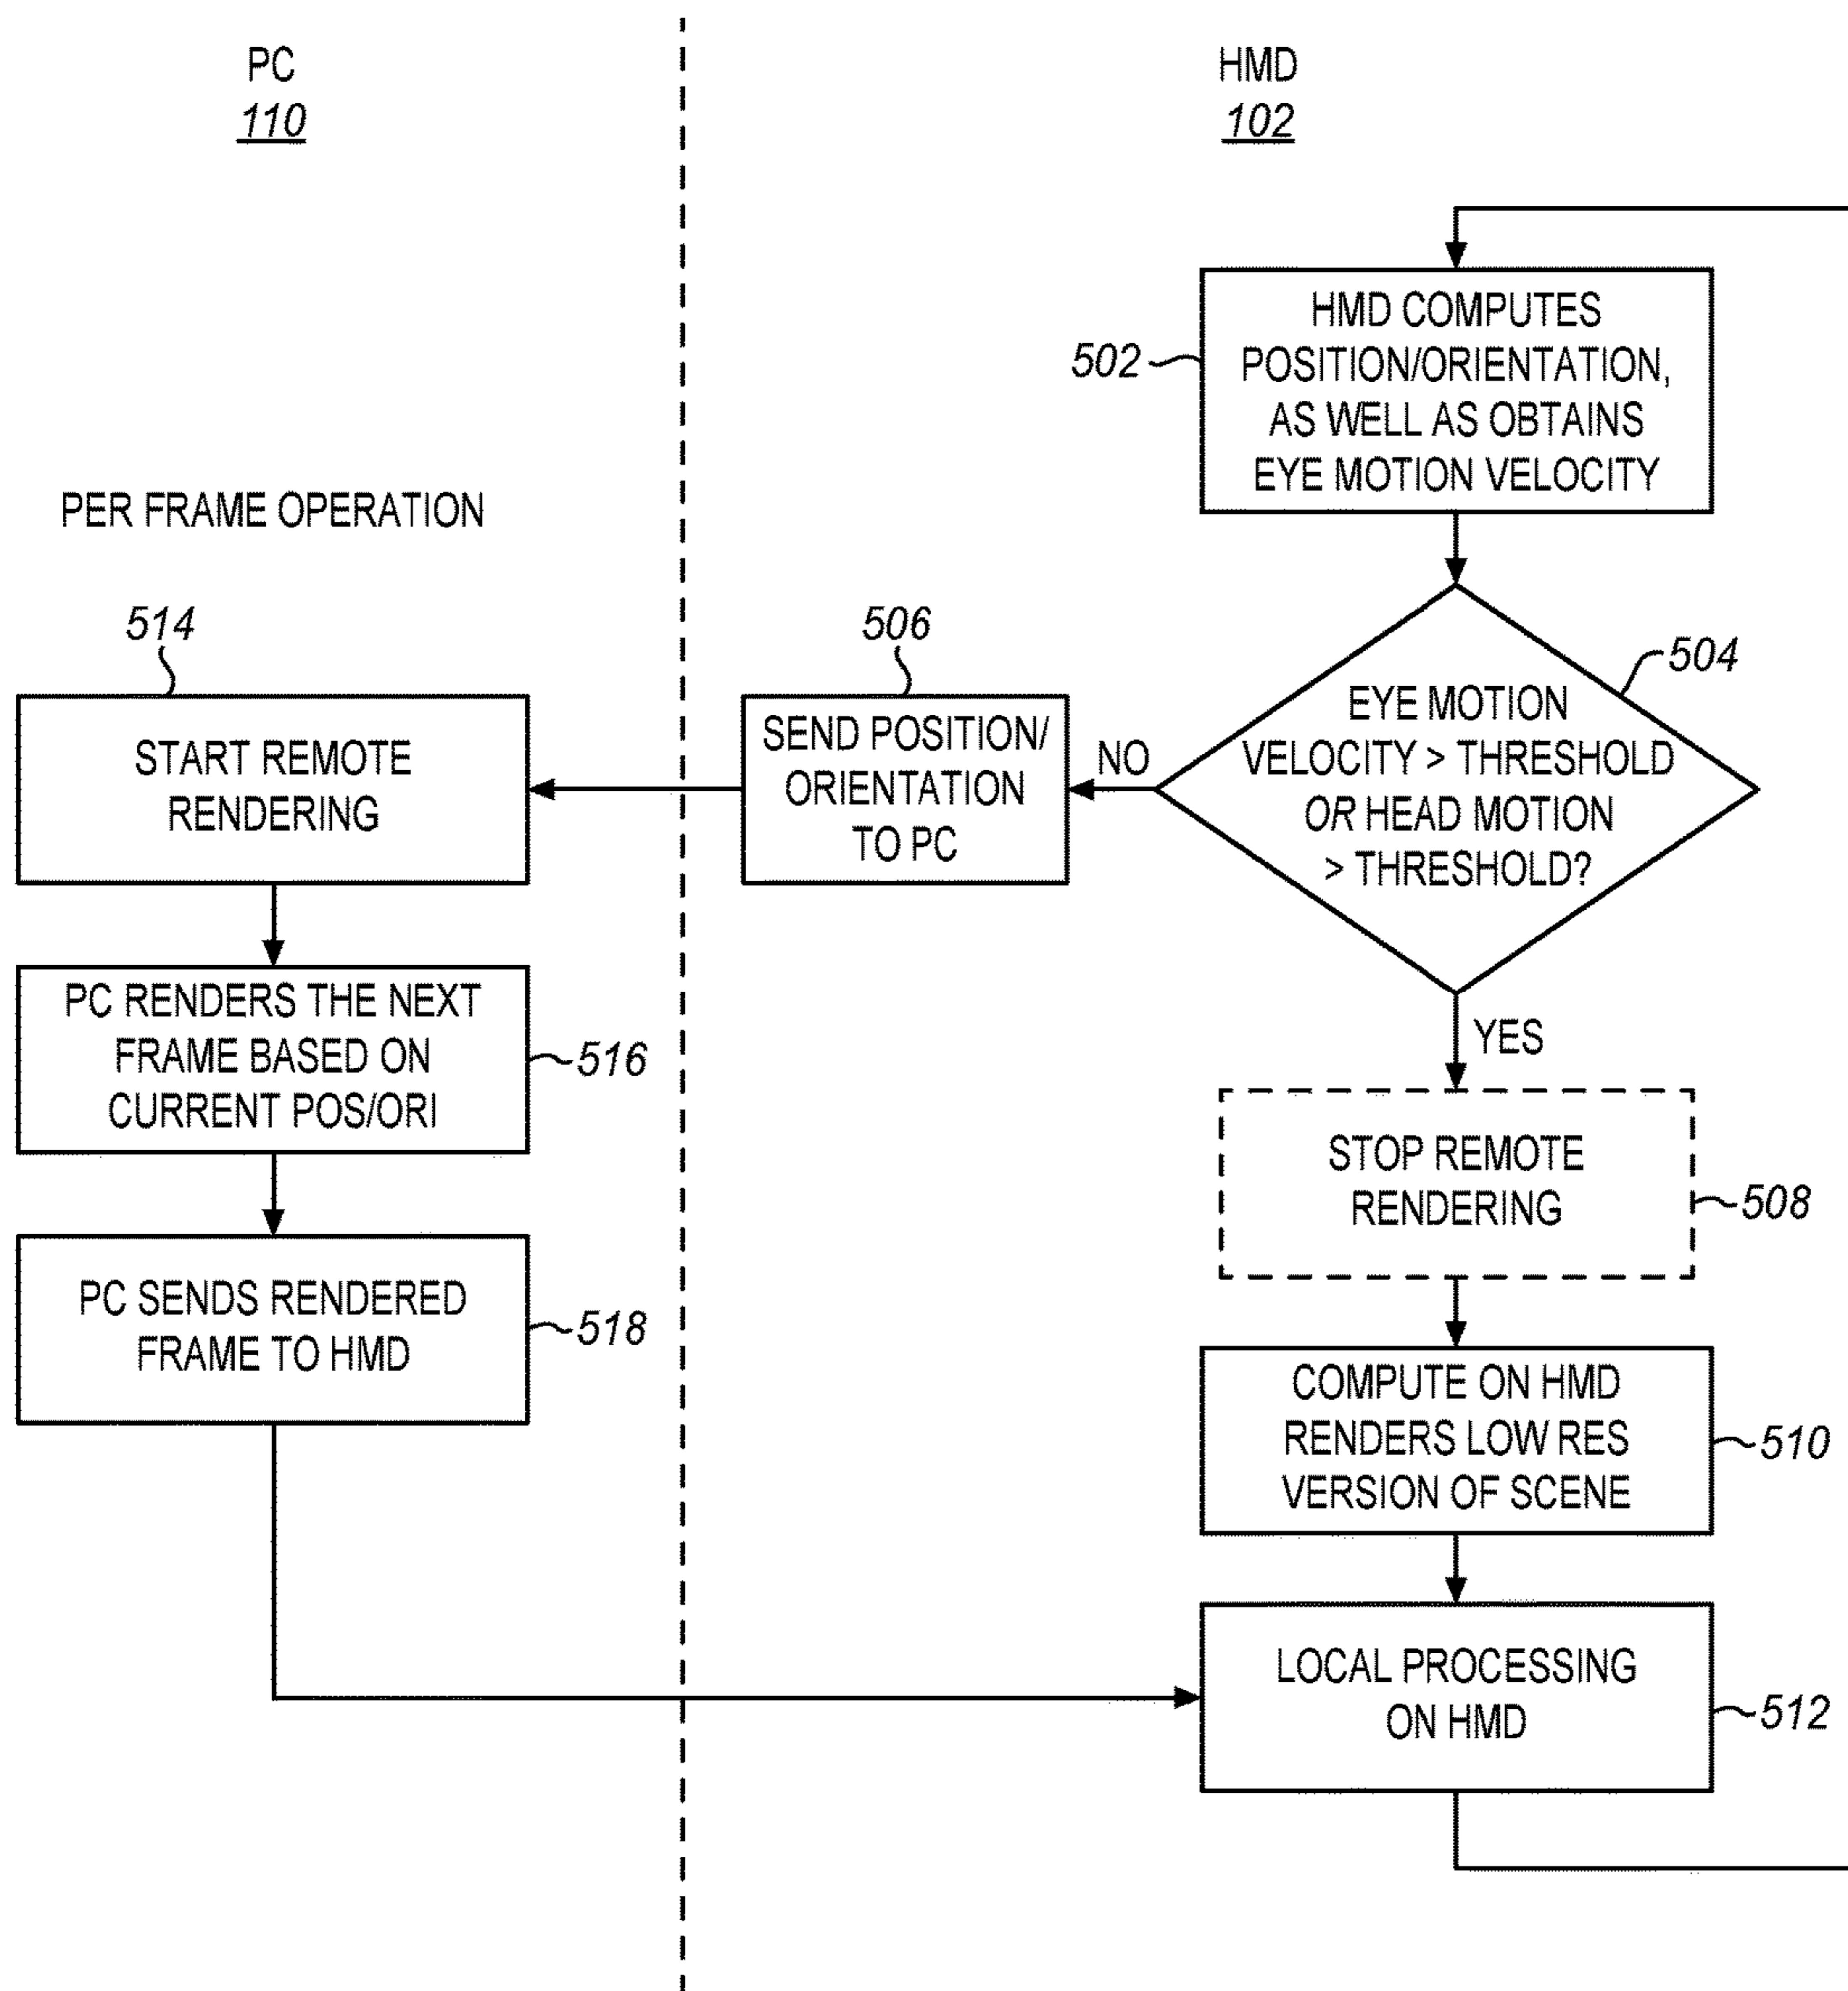 PC
110
HMD
102
PER FRAME OPERATION
502
HMD COMPUTES
POSITION/ORIENTATION,
AS WELL AS OBTAINS
EYE MOTION VELOCITY
504
EYE MOTION
VELOCITY > THRESHOLD
OR HEAD MOTION
> THRESHOLD?
NO
506
SEND POSITION/
ORIENTATION
TO PC
514
START REMOTE
RENDERING
PC RENDERS THE NEXT
FRAME BASED ON
CURRENT POS/ORI
516
PC SENDS RENDERED
FRAME TO HMD
518
YES
STOP REMOTE
RENDERING
508
COMPUTE ON HMD
RENDERS LOW RES
VERSION OF SCENE
510
LOCAL PROCESSING
ON HMD
512